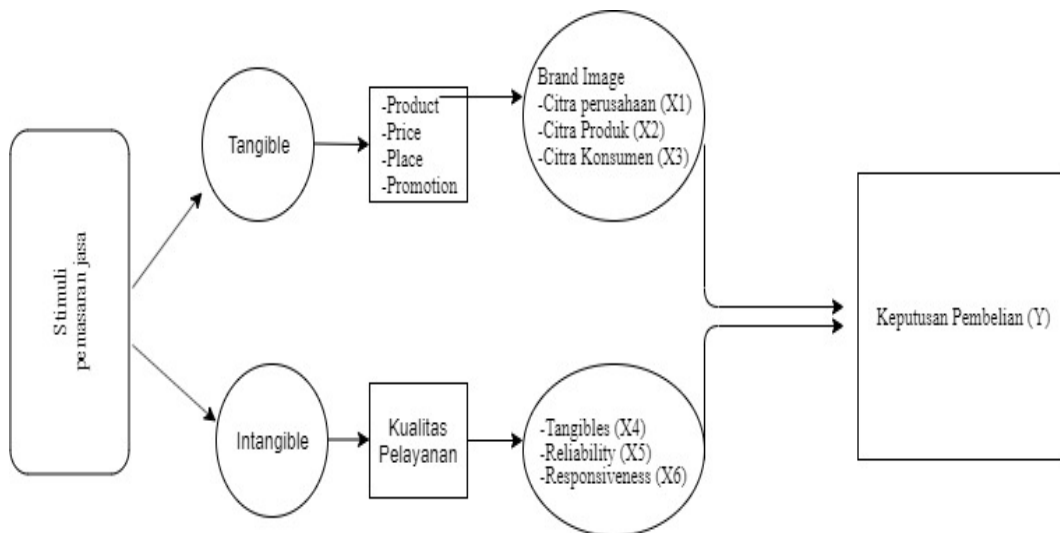 Stimuli
pemasaran jasa
Tangible
-Product
-Price
-Place
-Promotion
Brand Image
-Citra perusahaan (X1)
-Citra Produk (X2)
-Citra Konsumen (X3)
Intangible
Kualitas
Pelayanan
-Tangibles (X4)
-Reliability (X5)
-Responsiveness (X6)
Keputusan Pembelian (Y)